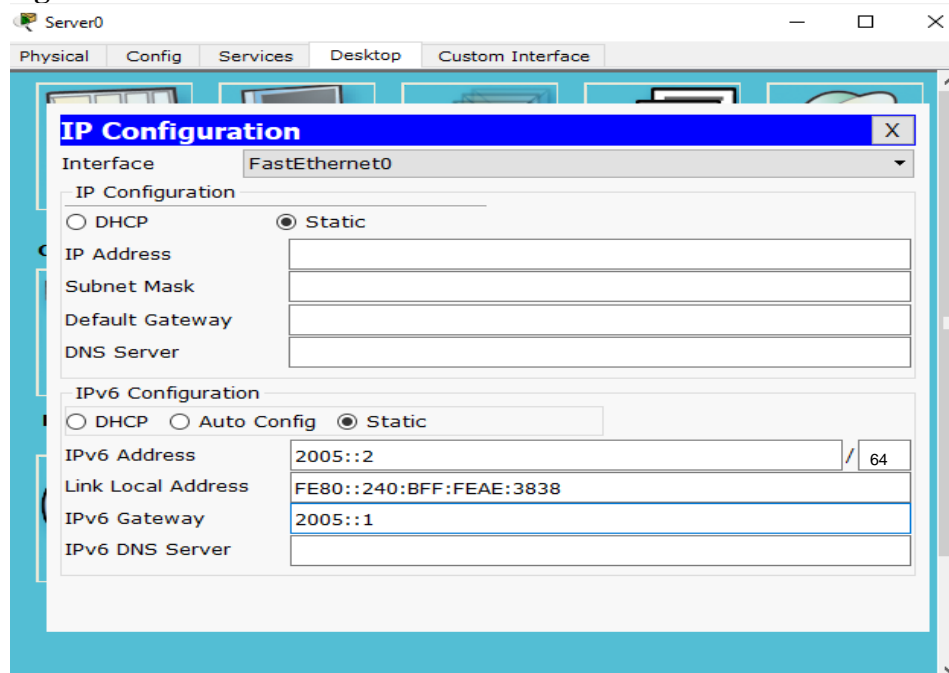 Server0
Physical Config Services Desktop Custom Interface
IP Configuration X
Interface FastEthernet0
IP Configuration
DHCP Static
IP Address
Subnet Mask
Default Gateway
DNS Server
IPv6 Configuration
DHCP Auto Config Static
IPv6 Address 2005::2 / 64
Link Local Address FE80::240:BFF:FEAE:3838
IPv6 Gateway 2005::1
IPv6 DNS Server